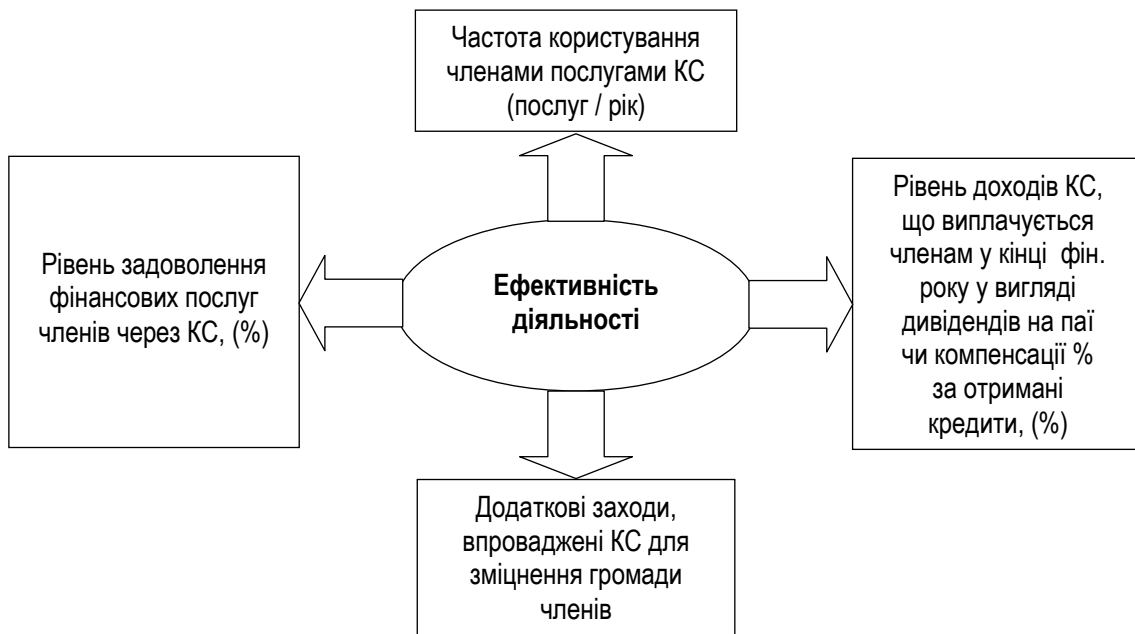 Частота користування
членами послугами КС
(послуг / рік)
Рівень задоволення
фінансових послуг
членів через КС, (%)
Ефективність
діяльності
Рівень доходів КС,
що виплачується
членам у кінці фін.
року у вигляді
дивідендів на паї
чи компенсації %
за отримані
кредити, (%)
Додаткові заходи,
впроваджені КС для
зміцнення громади
членів